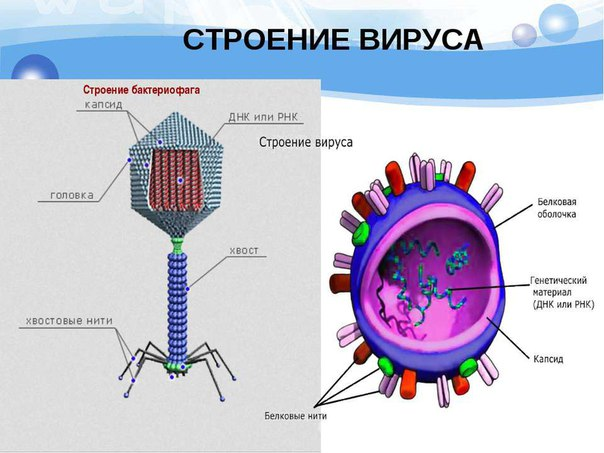 СТРОЕНИЕ ВИРУСА
Строение бактериофага
капсид
ДНК или РНК
головка
хвост
хвостовые нити
Строение вируса
Белковая
оболочка
Генетический
материал
(ДНК или РНК)
Капсид
Белковые нити